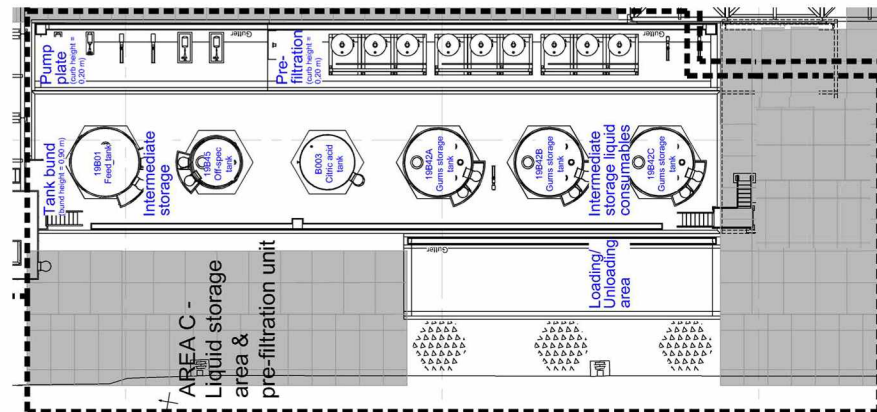 Pump
plate
(curb height =
0,20 m)
Gutter
Pre-
filtration
(curb height =
0,20 m)
Gutter
Tank bund
(bund height = 0,90 m)
19B01
Feed tank
Intermediate
storage
19B45
Off-spec
tank
B003
Citric acid
tank
19B42A
Gums storage
tank
19B42B
Gums storage
tank
Intermediate
storage liquid
consumables
19B42C
Gums storage
tank
Gutter
Gutter
Loading/
Unloading
area
AREA C -
Liquid storage
area &
pre-filtration unit